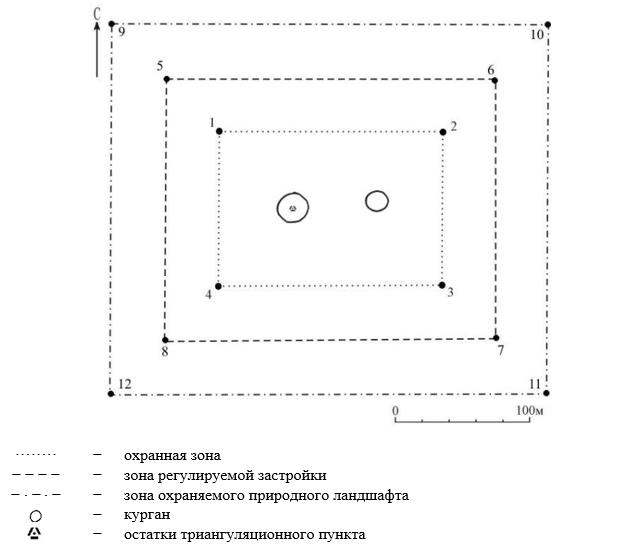 С
9
10
5
6
1
2
4
3
8
7
12
11
0 100м
– охранная зона
– зона регулируемой застройки
– зона охраняемого природного ландшафта
– курган
– остатки триангуляционного пункта